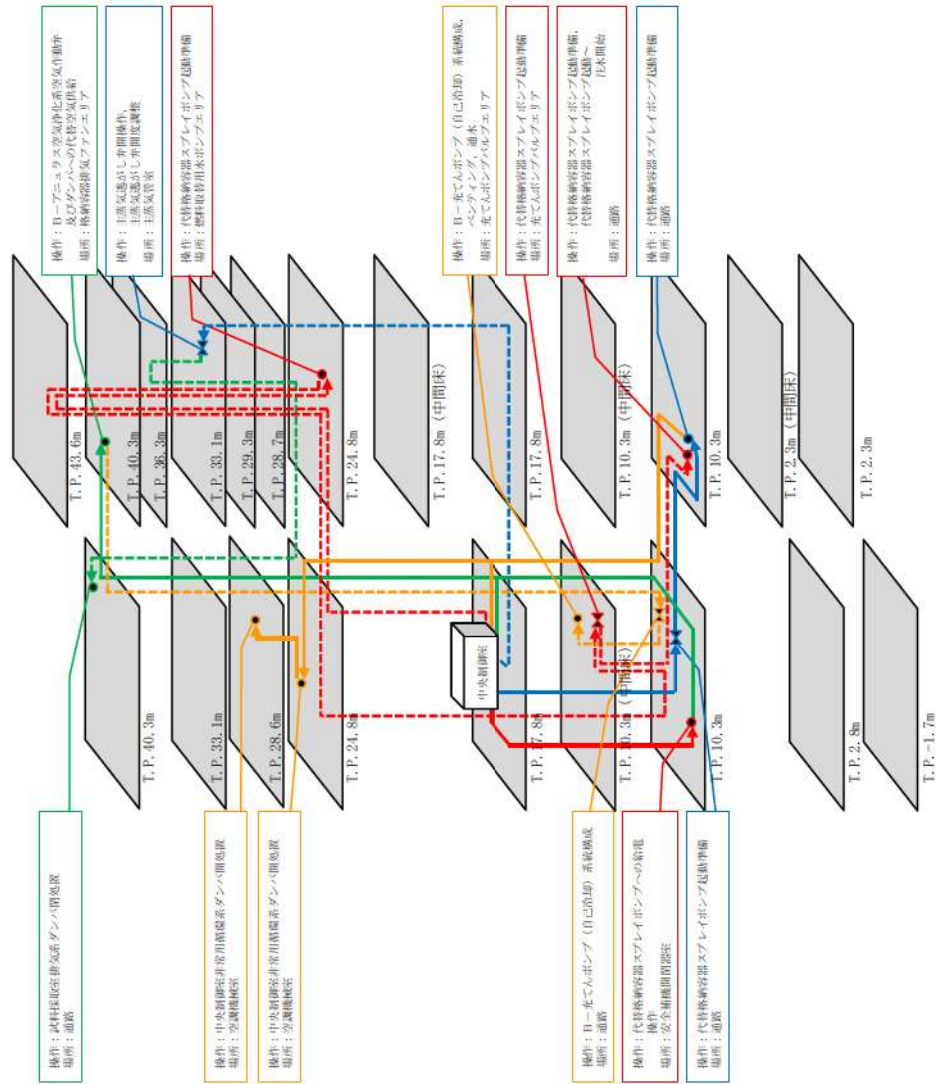 操作：B－アニュラス空気浄化系空気作動弁
及びダンパへの代替空気供給
場所：格納容器排気ファンエリア
操作：主蒸気逃がし弁開操作，
主蒸気逃がし弁開度調整
場所：主蒸気管室
操作：代替格納容器スプレイポンプ起動準備
場所：燃料取替用水ポンプエリア
操作：B－充てんポンプ（自己冷却）系統構成，
ベンティング，通水
場所：充てんポンプバルブエリア
操作：代替格納容器スプレイポンプ起動準備
場所：充てんポンプバルブエリア
操作：代替格納容器スプレイポンプ起動準備，
代替格納容器スプレイポンプ起動～
注水開始
場所：通路
操作：代替格納容器スプレイポンプ起動準備
場所：通路
T.P.43.6m
T.P.40.3m
T.P.36.3m
T.P.33.1m
T.P.29.3m
T.P.28.7m
T.P.24.8m
T.P.17.8m（中間床）
T.P.17.8m
T.P.10.3m（中間床）
T.P.10.3m
T.P.2.3m（中間床）
T.P.2.3m
中央制御室
T.P.40.3m
T.P.33.1m
T.P.28.6m
T.P.24.8m
T.P.17.8m
T.P.10.3m（中間床）
T.P.10.3m
T.P.2.8m
T.P.-1.7m
操作：試料採取室排気系ダンパ閉処置
場所：通路
操作：中央制御室非常用循環系ダンパ開処置
場所：空調機械室
操作：中央制御室非常用循環系ダンパ開処置
場所：空調機械室
操作：B－充てんポンプ（自己冷却）系統構成
場所：通路
操作：代替格納容器スプレイポンプへの給電
操作
場所：安全補機開閉器室
操作：代替格納容器スプレイポンプ起動準備
場所：通路